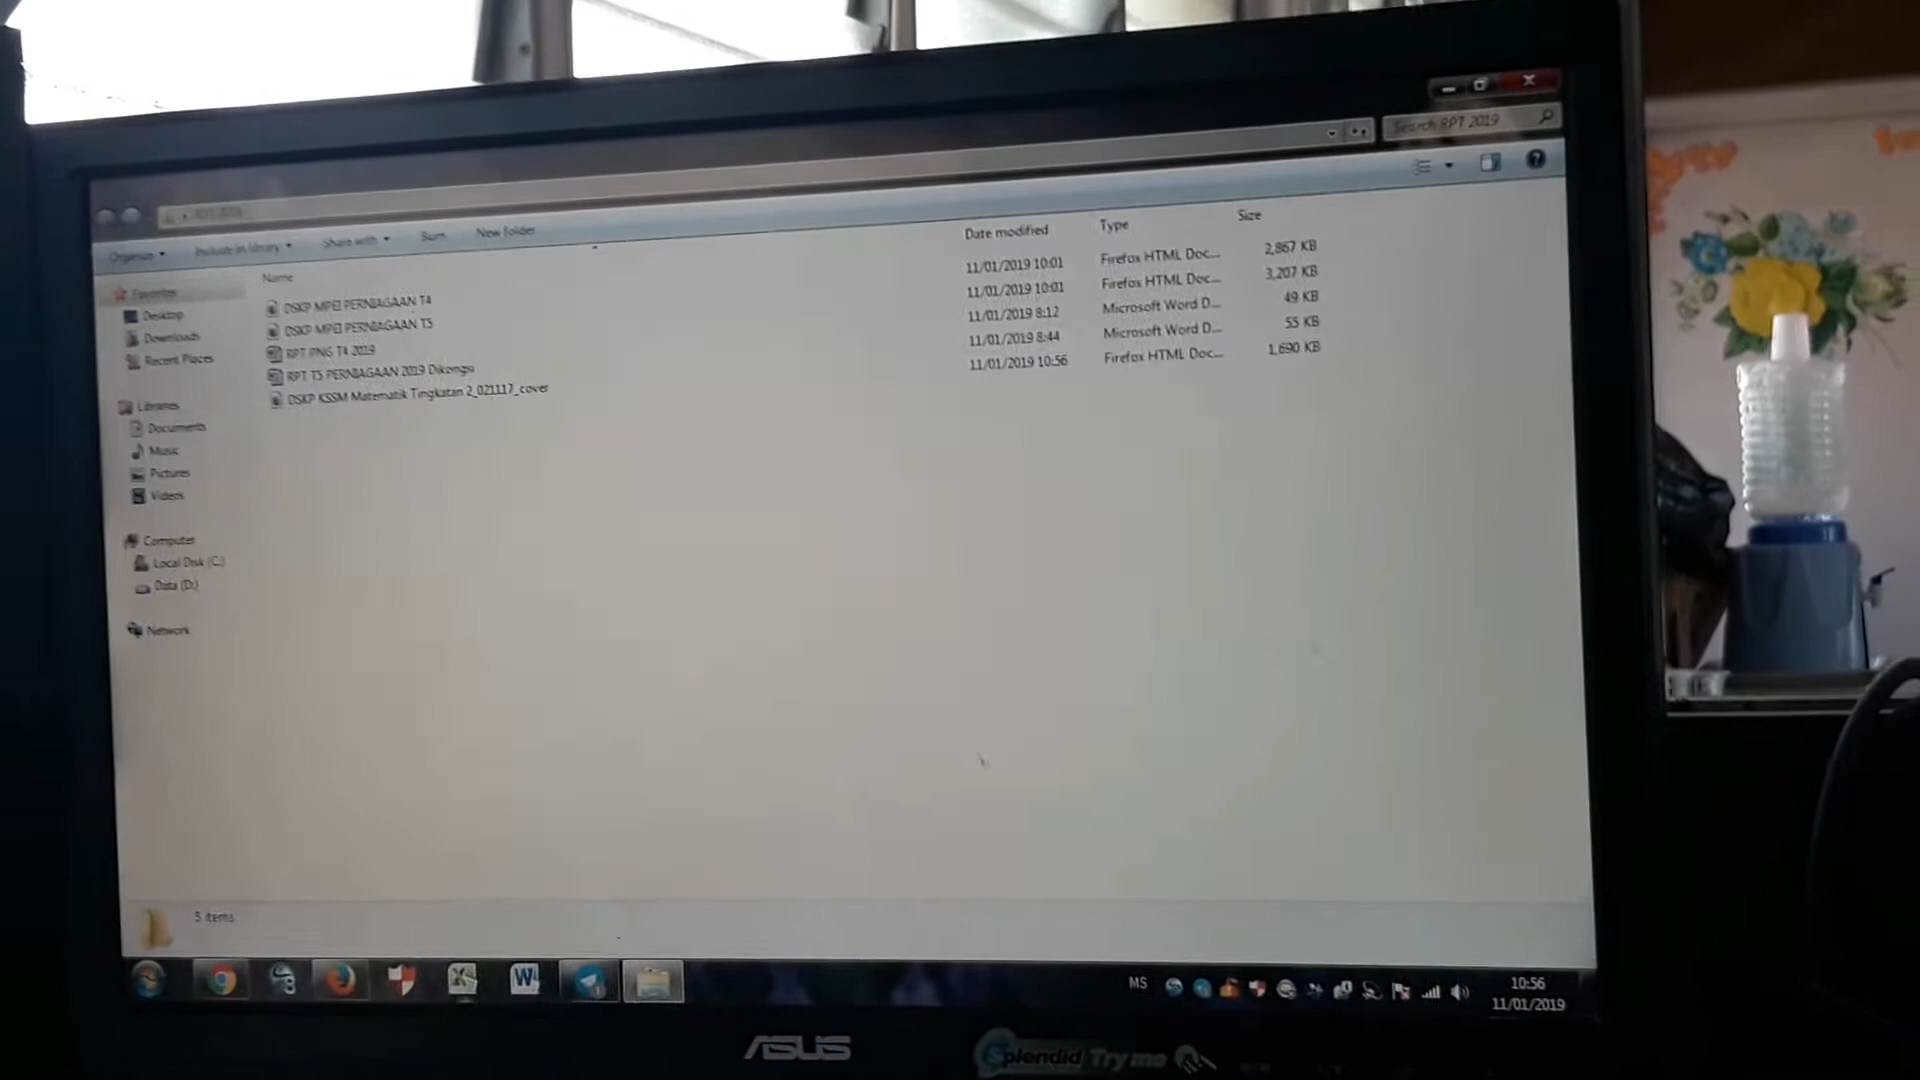 Search RPT 2019
RPT 2019
Organize Include in library Share with Burn New folder
Name Date modified Type Size
DSKP MPEI PERNIAGAAN T4 11/01/2019 10:01 Firefox HTML Doc... 2,867 KB
DSKP MPEI PERNIAGAAN T5 11/01/2019 10:01 Firefox HTML Doc... 3,207 KB
RPT PNG T4 2019 11/01/2019 8:12 Microsoft Word D... 49 KB
RPT T5 PERNIAGAAN 2019 Dikongsi 11/01/2019 8:44 Microsoft Word D... 55 KB
DSKP KSSM Matematik Tingkatan 2_021117_cover 11/01/2019 10:56 Firefox HTML Doc... 1,690 KB
Favorites
Desktop
Downloads
Recent Places
Libraries
Documents
Music
Pictures
Videos
Computer
Local Disk (C:)
Data (D:)
Network
5 items
MS
10:56
11/01/2019
ASUS
Splendid Try me